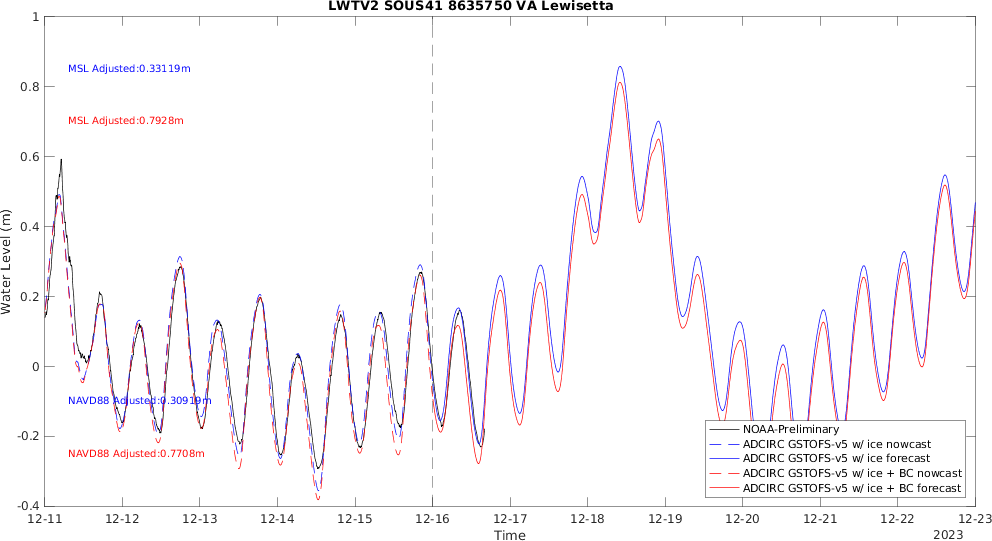 LWTV2 SOUS41 8635750 VA Lewisetta
1
0.8
0.6
0.4
0.2
0
-0.2
-0.4
Water Level (m)
MSL Adjusted:0.33119m
MSL Adjusted:0.7928m
NAVD88 Adjusted:0.30919m
NAVD88 Adjusted:0.7708m
NOAA-Preliminary
ADCIRC GSTOFS-v5 w/ ice nowcast
ADCIRC GSTOFS-v5 w/ ice forecast
ADCIRC GSTOFS-v5 w/ ice + BC nowcast
ADCIRC GSTOFS-v5 w/ ice + BC forecast
12-11 12-12 12-13 12-14 12-15 12-16 12-17 12-18 12-19 12-20 12-21 12-22 12-23
Time
2023